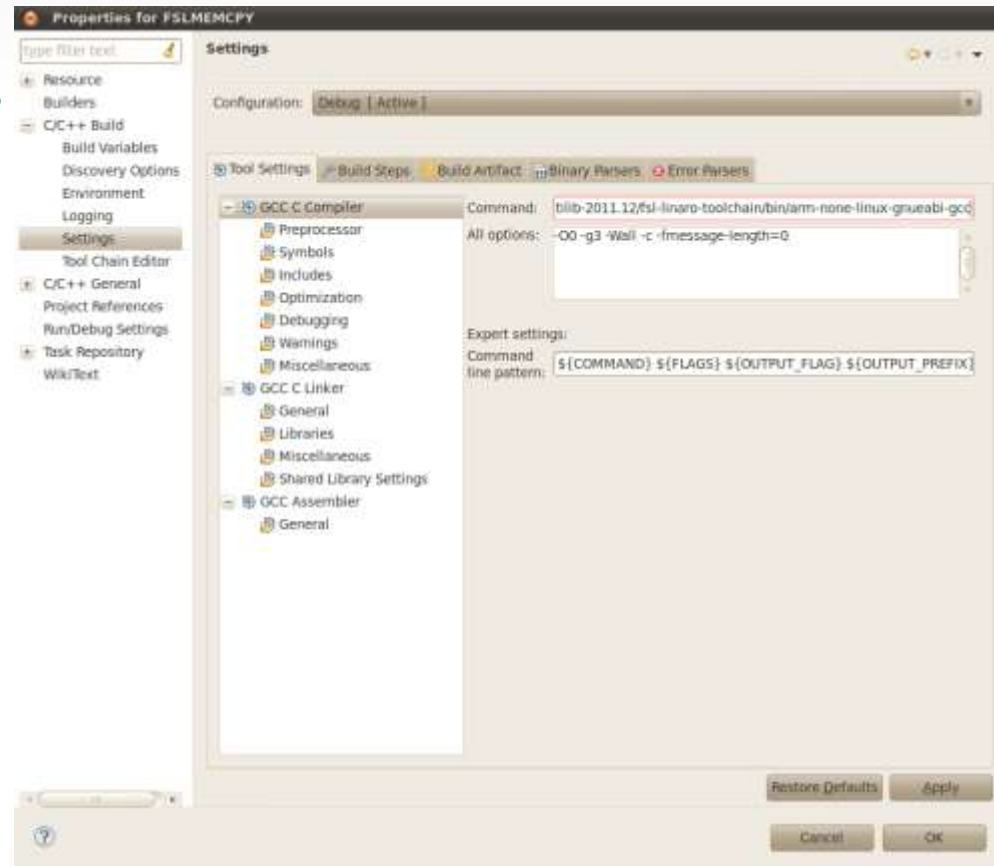 Properties for FSLMEMCPY
type filter text
Resource
Builders
C/C++ Build
Build Variables
Discovery Options
Environment
Logging
Settings
Tool Chain Editor
C/C++ General
Project References
Run/Debug Settings
Task Repository
WikiText
Settings
Configuration: Debug [ Active ]
Tool Settings Build Steps Build Artifact Binary Parsers Error Parsers
GCC C Compiler
Preprocessor
Symbols
Includes
Optimization
Debugging
Warnings
Miscellaneous
GCC C Linker
General
Libraries
Miscellaneous
Shared Library Settings
GCC Assembler
General
Command: tilib-2011.12/fsl-linaro-toolchain/bin/arm-none-linux-gnueabi-gcc
All options: -O0 -g3 -Wall -c -fmessage-length=0
Expert settings:
Command
line pattern: ${COMMAND} ${FLAGS} ${OUTPUT_FLAG} ${OUTPUT_PREFIX}
Restore Defaults Apply
Cancel OK